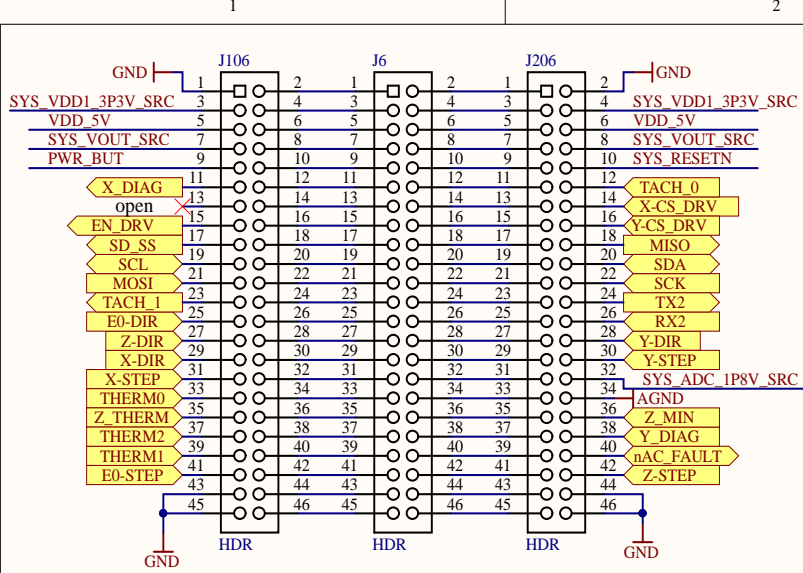 1 2
J106 J6 J206
GND 1 2 1 2 1 2 GND
SYS_VDD1_3P3V_SRC 3 4 3 4 3 4 SYS_VDD1_3P3V_SRC
VDD_5V 5 6 5 6 5 6 VDD_5V
SYS_VOUT_SRC 7 8 7 8 7 8 SYS_VOUT_SRC
PWR_BUT 9 10 9 10 9 10 SYS_RESETN
X_DIAG 11 12 11 12 11 12 TACH_0
open 13 14 13 14 13 14 X-CS_DRV
EN_DRV 15 16 15 16 15 16 Y-CS_DRV
SD_SS 17 18 17 18 17 18 MISO
SCL 19 20 19 20 19 20 SDA
MOSI 21 22 21 22 21 22 SCK
TACH_1 23 24 23 24 23 24 TX2
E0-DIR 25 26 25 26 25 26 RX2
Z-DIR 27 28 27 28 27 28 Y-DIR
X-DIR 29 30 29 30 29 30 Y-STEP
X-STEP 31 32 31 32 31 32 SYS_ADC_1P8V_SRC
THERM0 33 34 33 34 33 34 AGND
Z_THERM 35 36 35 36 35 36 Z_MIN
THERM2 37 38 37 38 37 38 Y_DIAG
THERM1 39 40 39 40 39 40 nAC_FAULT
E0-STEP 41 42 41 42 41 42 Z-STEP
43 44 43 44 43 44
45 46 45 46 45 46
HDR HDR HDR
GND GND